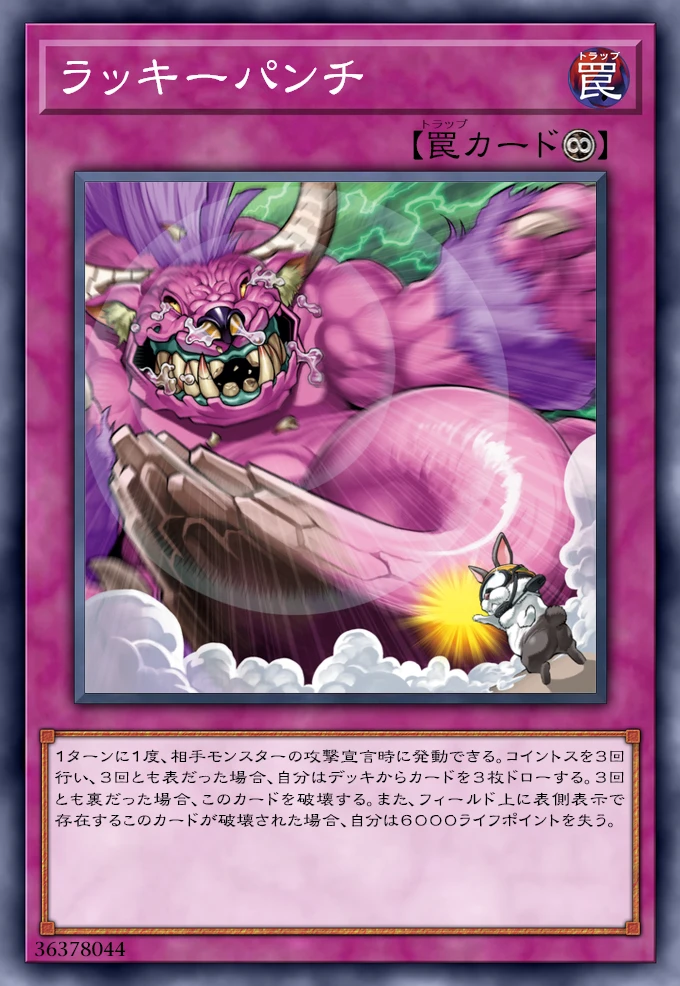 ラッキーパンチ
トラップ
罠
トラップ
【罠カード】
1ターンに1度、相手モンスターの攻撃宣言時に発動できる。コイントスを3回
行い、3回とも表だった場合、自分はデッキからカードを3枚ドローする。3回
とも裏だった場合、このカードを破壊する。また、フィールド上に表側表示で
存在するこのカードが破壊された場合、自分は6000ライフポイントを失う。
36378044